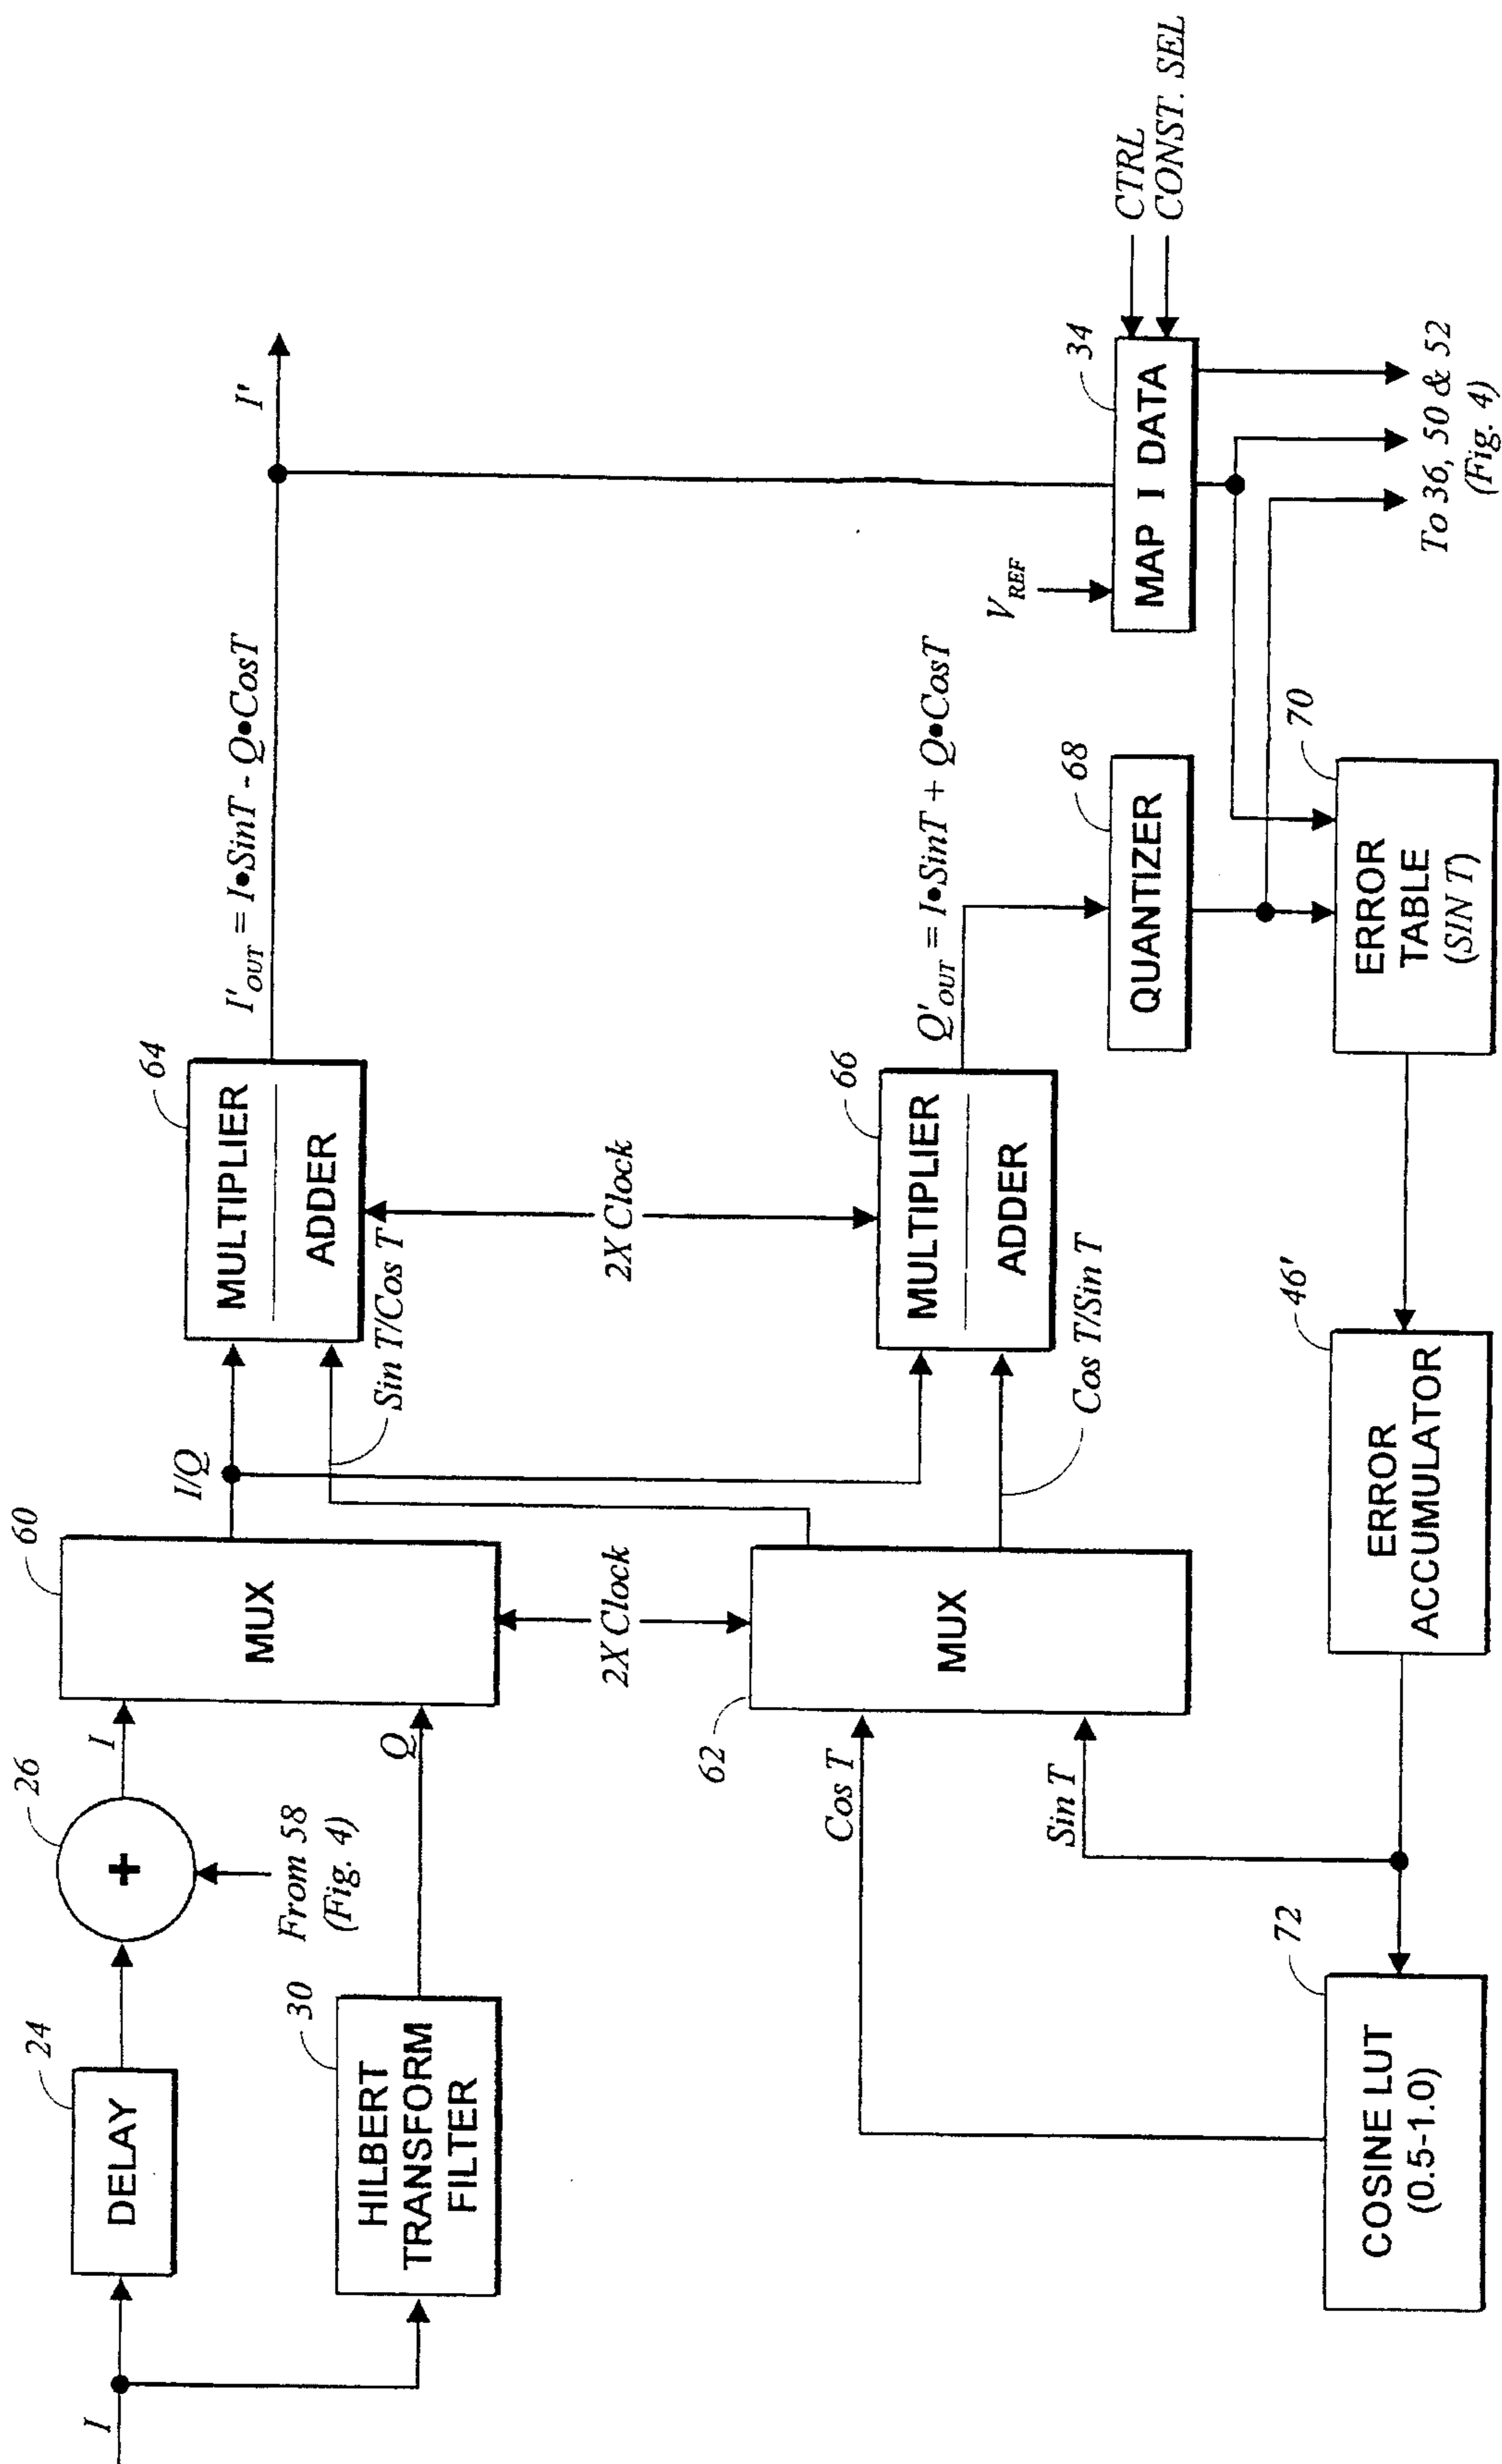 I
24
DELAY
26
+
I
From 58
(Fig. 4)
30
HILBERT
TRANSFORM
FILTER
Q
60
MUX
I/Q
2X Clock
62
MUX
Cos T
Sin T
Sin T/Cos T
Cos T/Sin T
64
MULTIPLIER
ADDER
2X Clock
66
MULTIPLIER
ADDER
I'OUT = I•SinT - Q•CosT
I'
Q'OUT = I•SinT + Q•CosT
68
QUANTIZER
VREF
34
MAP I DATA
CTRL
CONST. SEL
70
ERROR
TABLE
(SIN T)
To 36, 50 & 52
(Fig. 4)
46'
ERROR
ACCUMULATOR
72
COSINE LUT
(0.5-1.0)